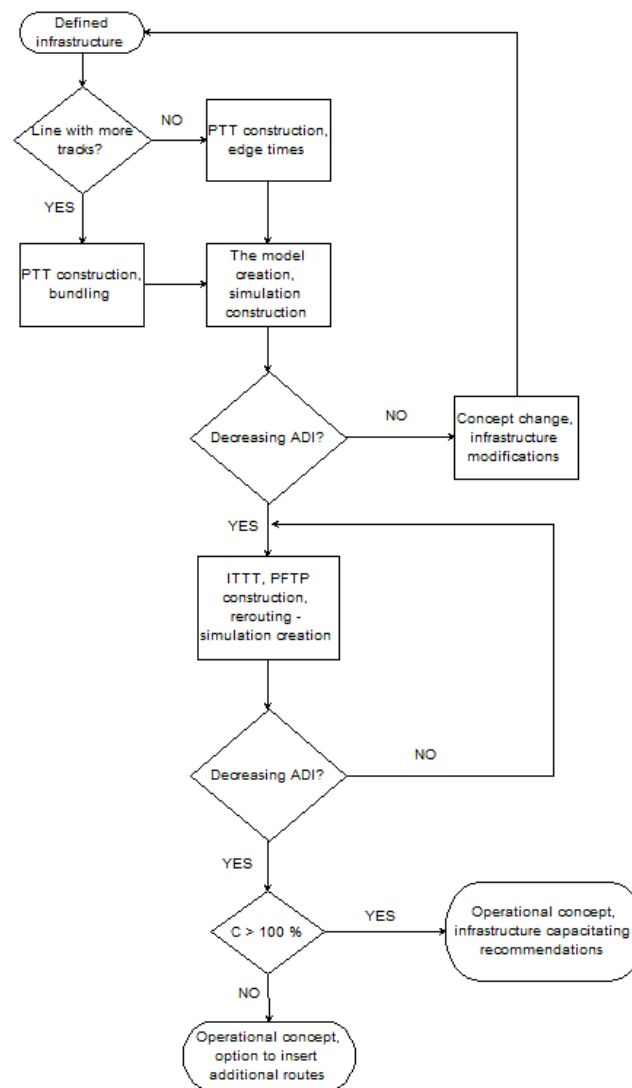 Defined
infrastructure
Line with more
tracks?
NO
PTT construction,
edge times
YES
PTT construction,
bundling
The model
creation,
simulation
construction
Decreasing ADI?
NO
Concept change,
infrastructure
modifications
YES
ITTT, PFTP
construction,
rerouting -
simulation creation
Decreasing ADI?
NO
YES
C > 100 %
YES
Operational concept,
infrastructure capacitating
recommendations
NO
Operational concept,
option to insert
additional routes